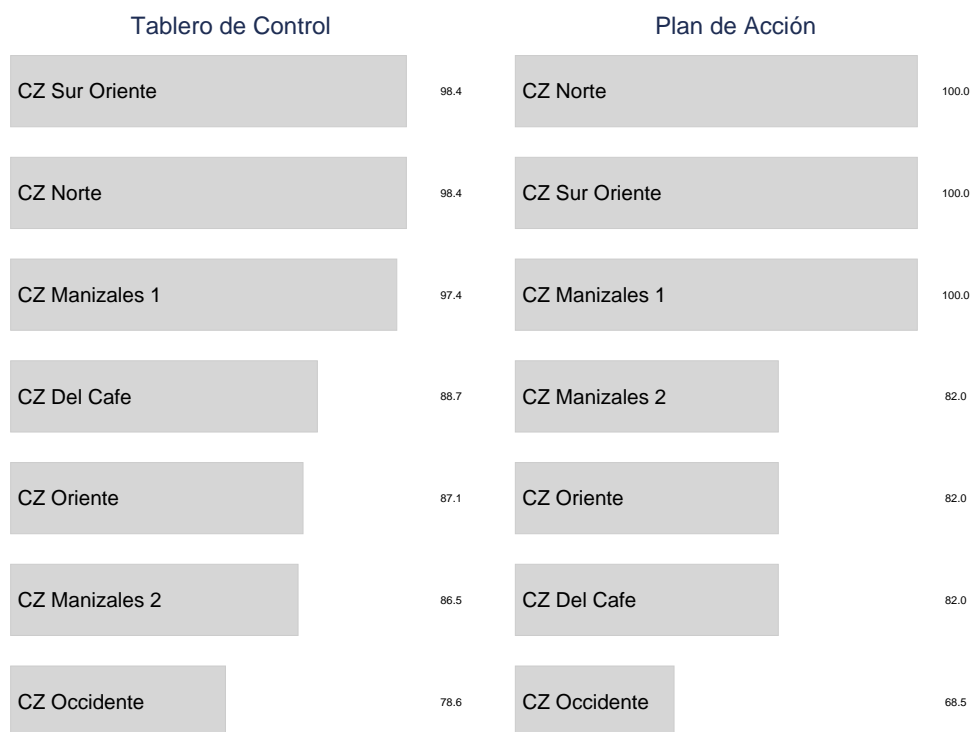 Tablero de Control
CZ Sur Oriente 98.4
CZ Norte 98.4
CZ Manizales 1 97.4
CZ Del Cafe 88.7
CZ Oriente 87.1
CZ Manizales 2 86.5
CZ Occidente 78.6
Plan de Acción
CZ Norte 100.0
CZ Sur Oriente 100.0
CZ Manizales 1 100.0
CZ Manizales 2 82.0
CZ Oriente 82.0
CZ Del Cafe 82.0
CZ Occidente 68.5